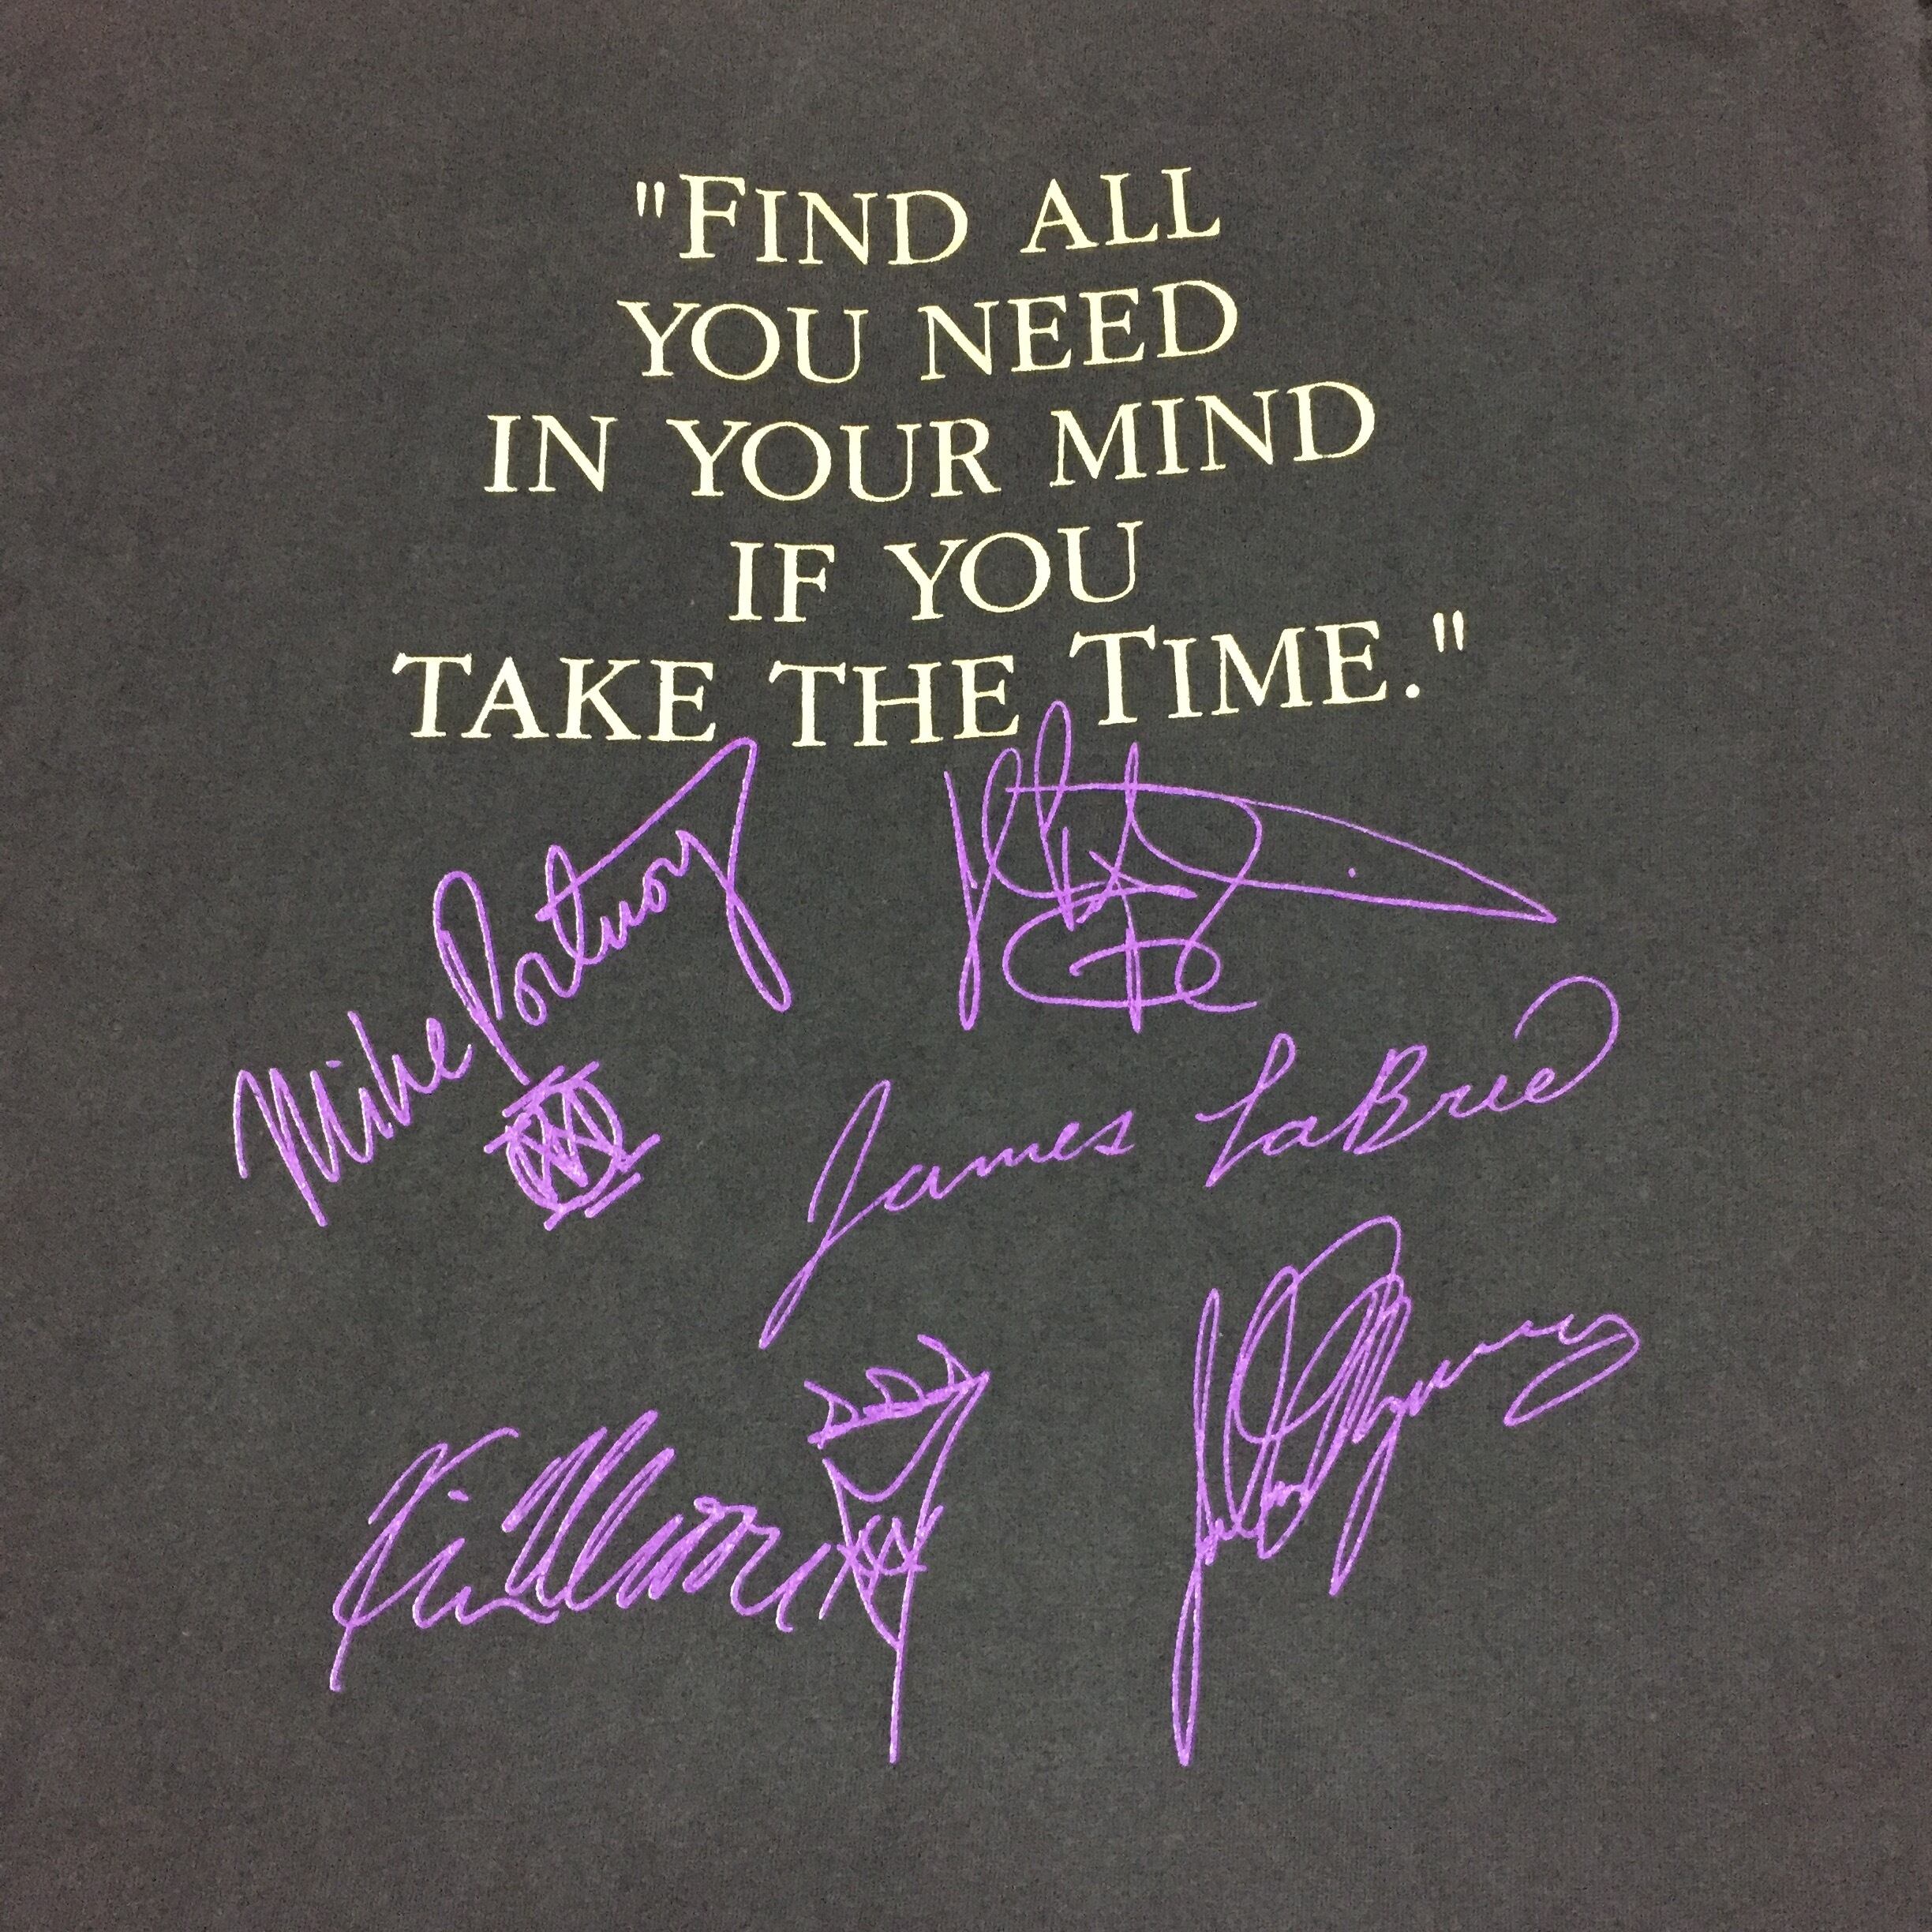 "FIND ALL
YOU NEED
IN YOUR MIND
IF YOU
TAKE THE TIME."
Mike Portnoy
James LaBrie